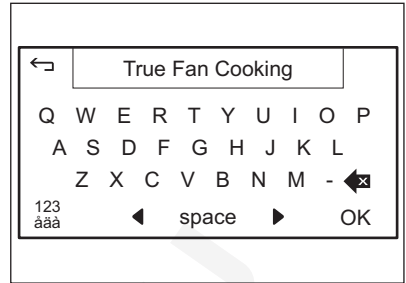 True Fan Cooking
Q W E R T Y U I O P
A S D F G H J K L
Z X C V B N M -
123
åäà
space OK